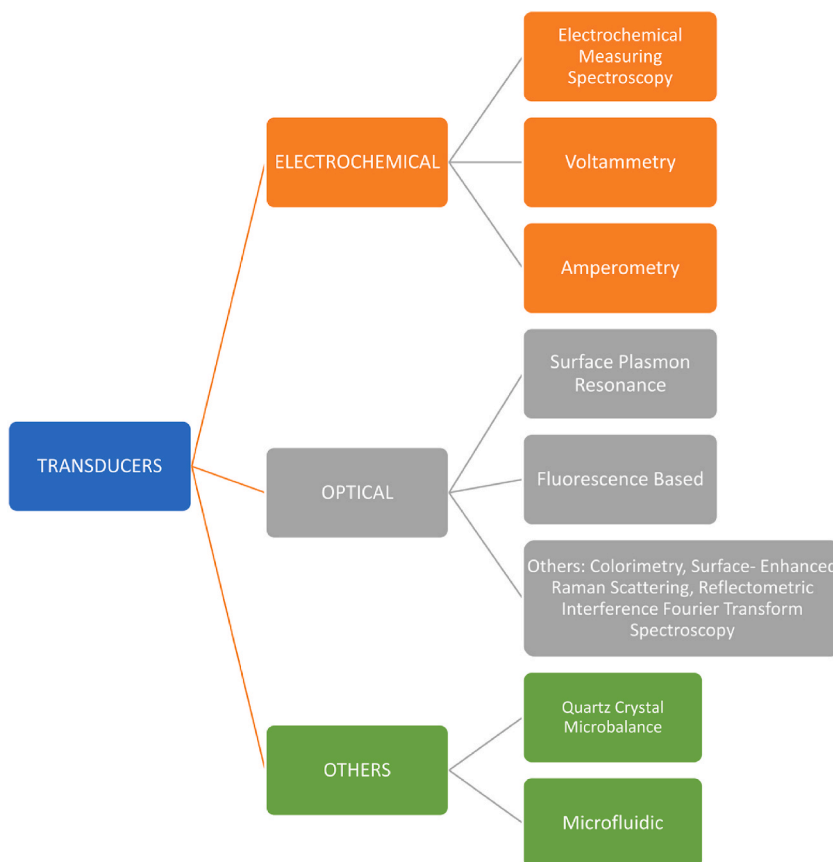 TRANSDUCERS
ELECTROCHEMICAL
Electrochemical
Measuring
Spectroscopy
Voltammetry
Amperometry
OPTICAL
Surface Plasmon
Resonance
Fluorescence Based
Others: Colorimetry, Surface- Enhanced
Raman Scattering, Reflectometric
Interference Fourier Transform
Spectroscopy
OTHERS
Quartz Crystal
Microbalance
Microfluidic